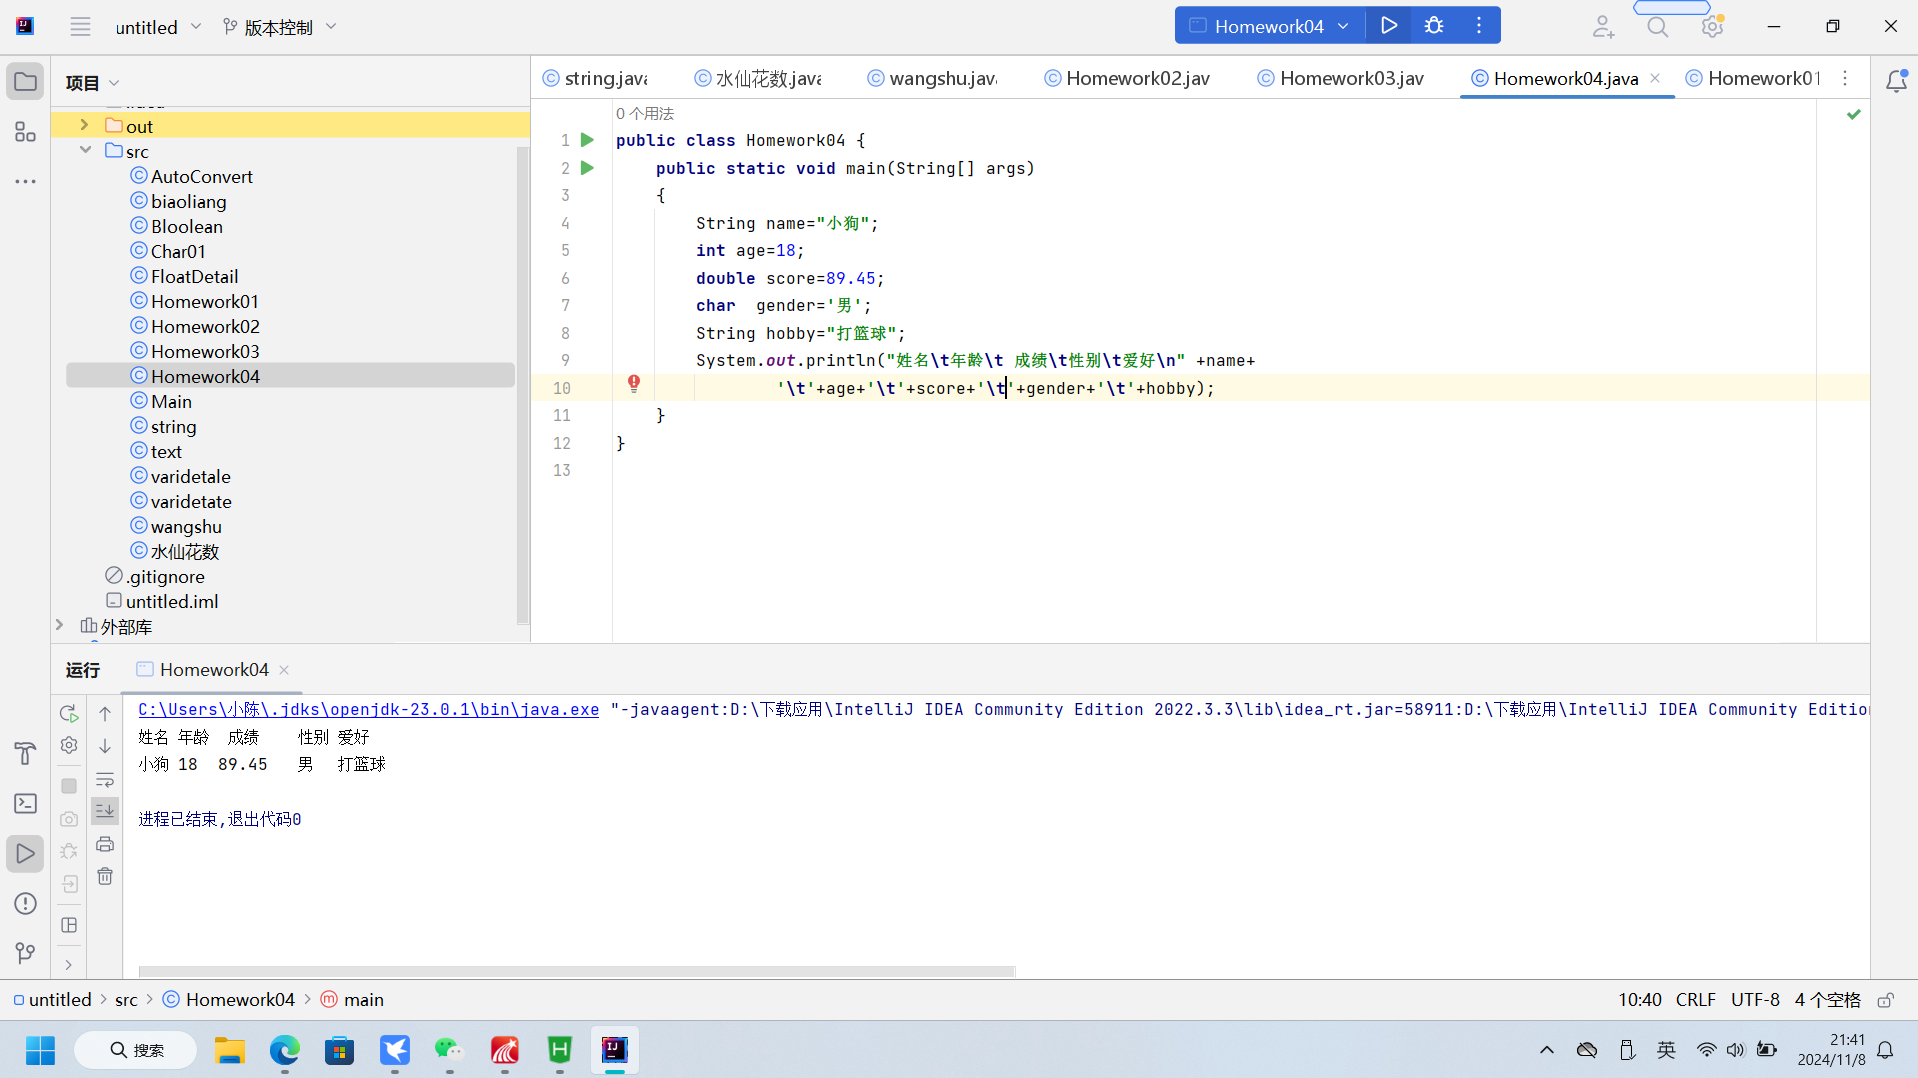 untitled
版本控制
Homework04
项目
string.java
水仙花数.java
wangshu.java
Homework02.jav
Homework03.jav
Homework04.java
Homework01
out
src
AutoConvert
biaoliang
Bloolean
Char01
FloatDetail
Homework01
Homework02
Homework03
Homework04
Main
string
text
varidetale
varidetate
wangshu
水仙花数
.gitignore
untitled.iml
外部库
0 个用法
1 public class Homework04 {
2 public static void main(String[] args)
3 {
4 String name="小狗";
5 int age=18;
6 double score=89.45;
7 char  gender='男';
8 String hobby="打篮球";
9 System.out.println("姓名\t年龄\t 成绩\t性别\t爱好\n" +name+
10 '\t'+age+'\t'+score+'\t'+gender+'\t'+hobby);
11 }
12 }
13
运行
Homework04
C:\Users\小陈\.jdks\openjdk-23.0.1\bin\java.exe "-javaagent:D:\下载应用\IntelliJ IDEA Community Edition 2022.3.3\lib\idea_rt.jar=58911:D:\下载应用\IntelliJ IDEA Community Edition
姓名 年龄  成绩    性别 爱好
小狗 18  89.45   男   打篮球
进程已结束,退出代码0
untitled > src > Homework04 > main
10:40 CRLF UTF-8 4 个空格
搜索
英
21:41
2024/11/8